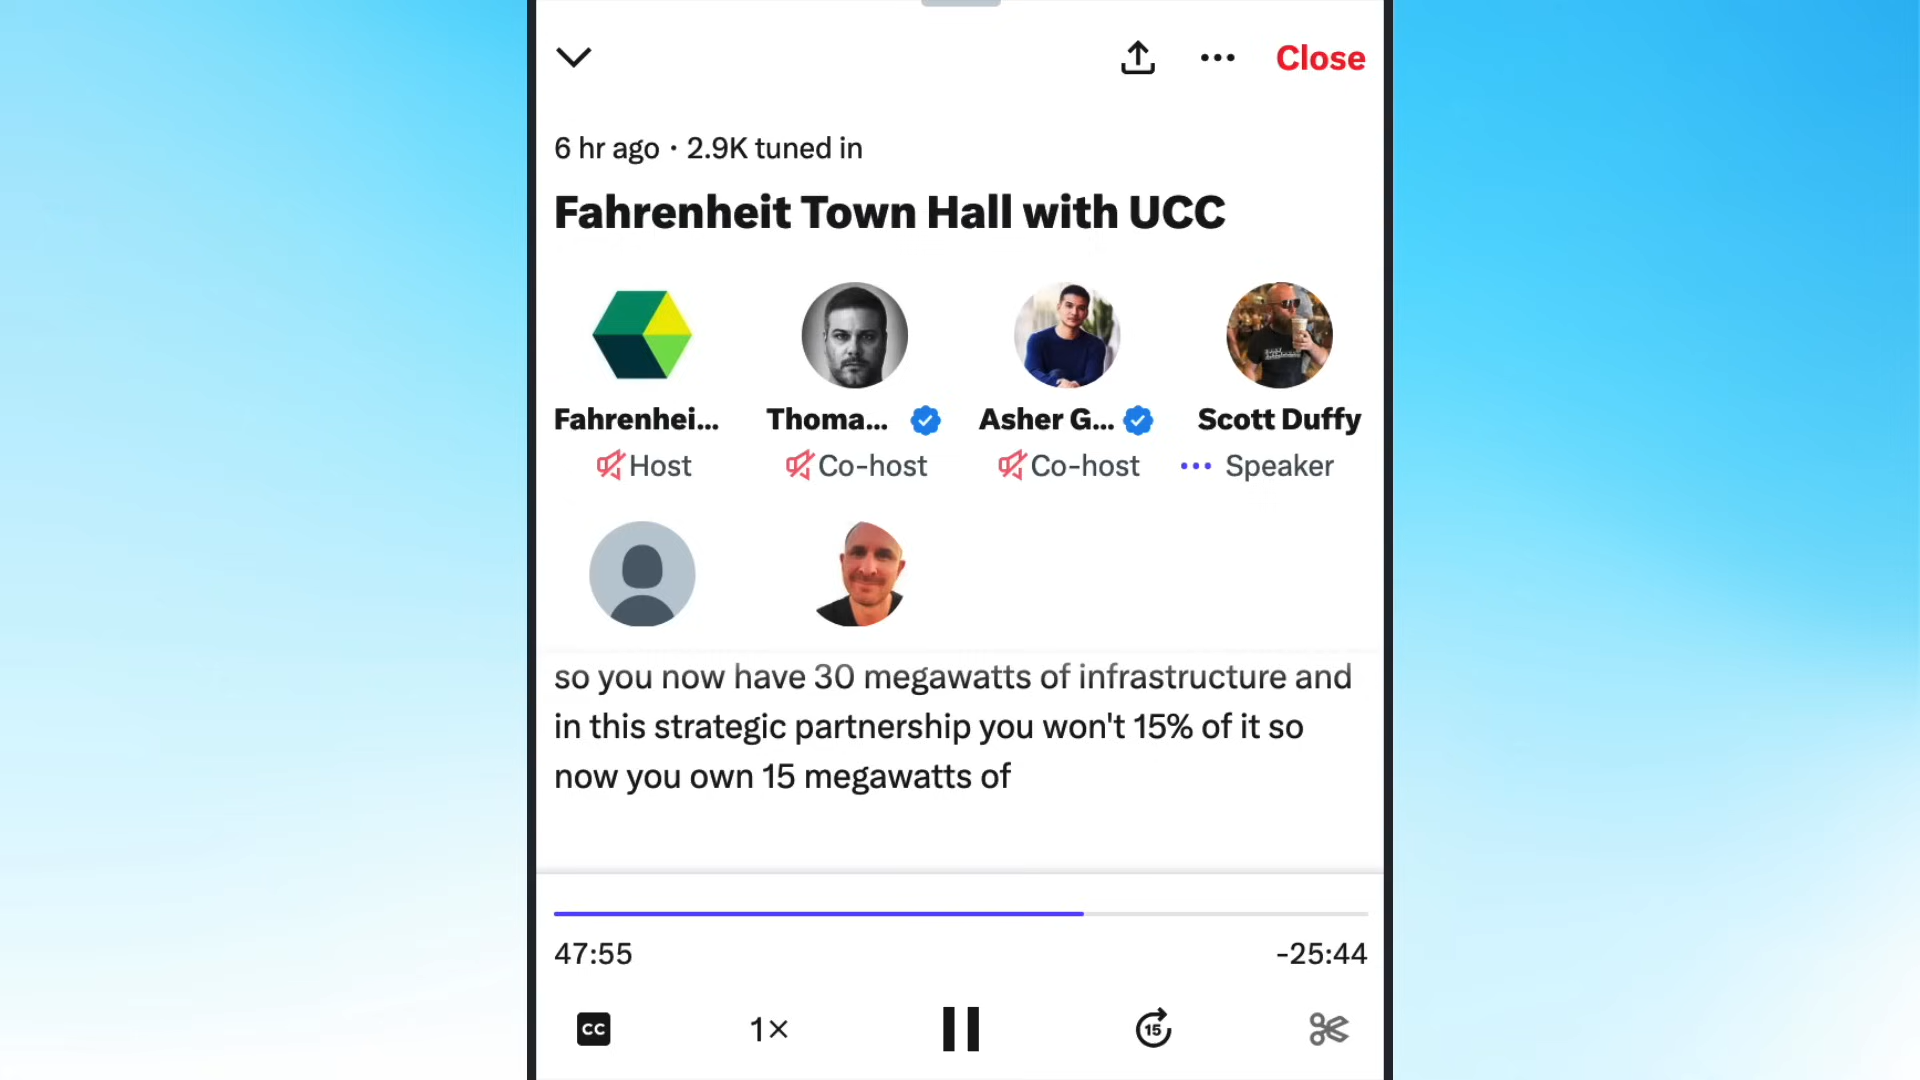 Close
6 hr ago · 2.9K tuned in
Fahrenheit Town Hall with UCC
Fahrenhei... Thoma... Asher G... Scott Duffy
Host Co-host Co-host Speaker
so you now have 30 megawatts of infrastructure and
in this strategic partnership you won't 15% of it so
now you own 15 megawatts of
47:55 -25:44
CC 1× 15